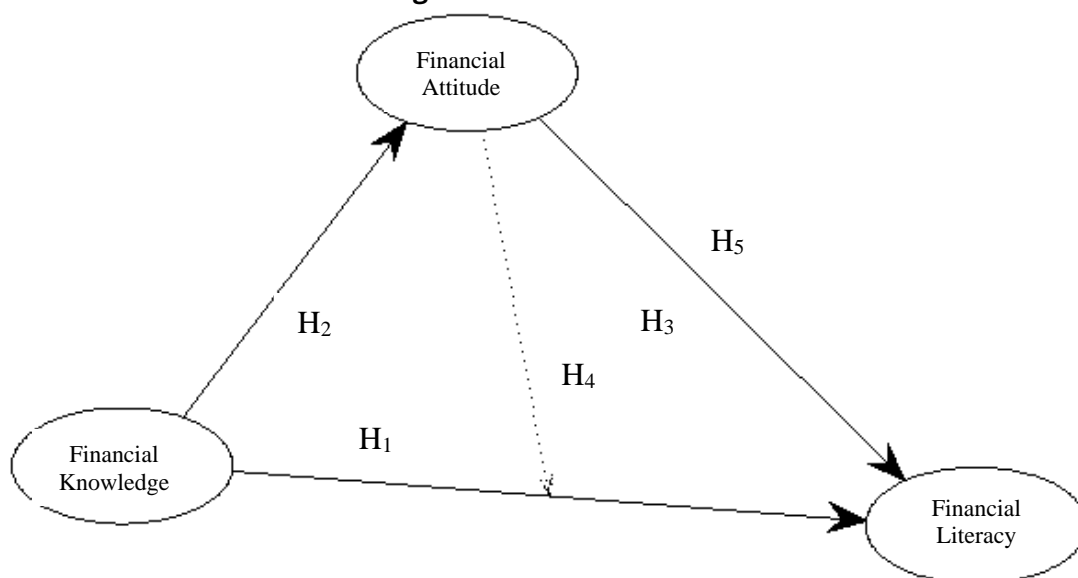 Financial
Attitude
H₅
H₂
H₃
H₄
H₁
Financial
Knowledge
Financial
Literacy